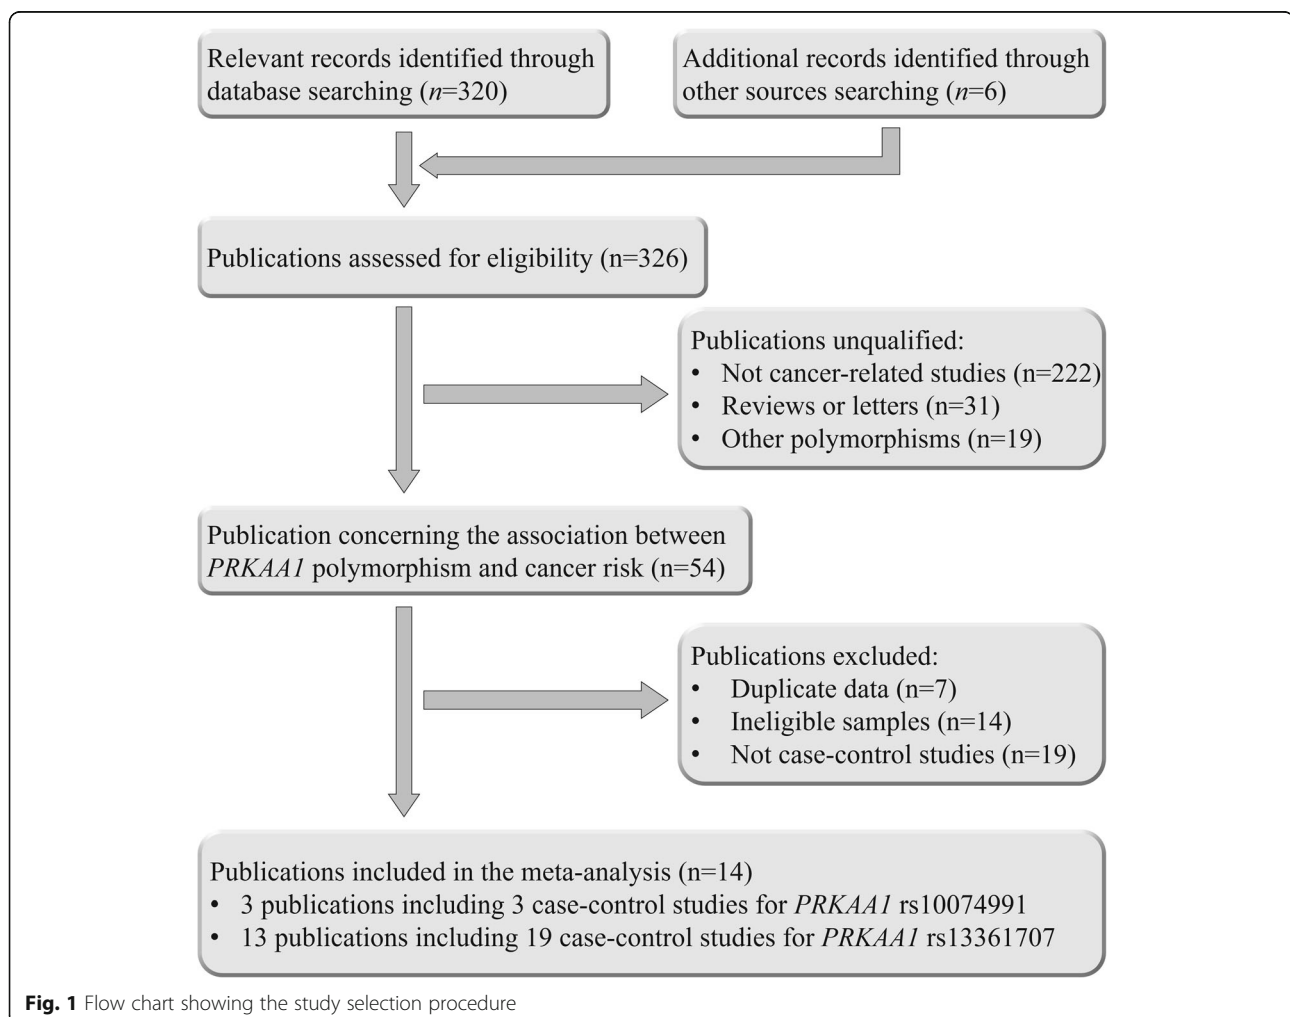 Relevant records identified through
database searching (n=320)
Additional records identified through
other sources searching (n=6)
Publications assessed for eligibility (n=326)
Publications unqualified:
• Not cancer-related studies (n=222)
• Reviews or letters (n=31)
• Other polymorphisms (n=19)
Publication concerning the association between
PRKAA1 polymorphism and cancer risk (n=54)
Publications excluded:
• Duplicate data (n=7)
• Ineligible samples (n=14)
• Not case-control studies (n=19)
Publications included in the meta-analysis (n=14)
• 3 publications including 3 case-control studies for PRKAA1 rs10074991
• 13 publications including 19 case-control studies for PRKAA1 rs13361707
Fig. 1 Flow chart showing the study selection procedure